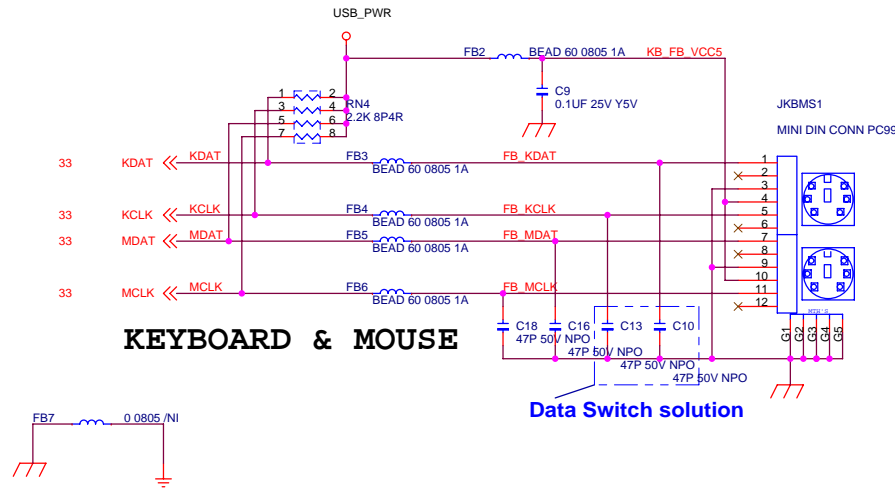 USB_PWR
FB2 BEAD 60 0805 1A KB_FB_VCC5
C9
0.1UF 25V Y5V
JKBMS1
MINI DIN CONN PC99
1 2
3 4
5 6
7 8
RN4
2.2K 8P4R
33 KDAT KDAT FB3 FB_KDAT
BEAD 60 0805 1A
33 KCLK KCLK FB4 FB_KCLK
BEAD 60 0805 1A
33 MDAT MDAT FB5 FB_MDAT
BEAD 60 0805 1A
33 MCLK MCLK FB6 FB_MCLK
BEAD 60 0805 1A
1
2
3
4
5
6
7
8
9
10
11
12
MTH'S
G1 G2 G3 G4 G5
C18 C16 C13 C10
47P 50V NPO
47P 50V NPO
47P 50V NPO
47P 50V NPO
KEYBOARD & MOUSE
Data Switch solution
FB7 0 0805 /NI